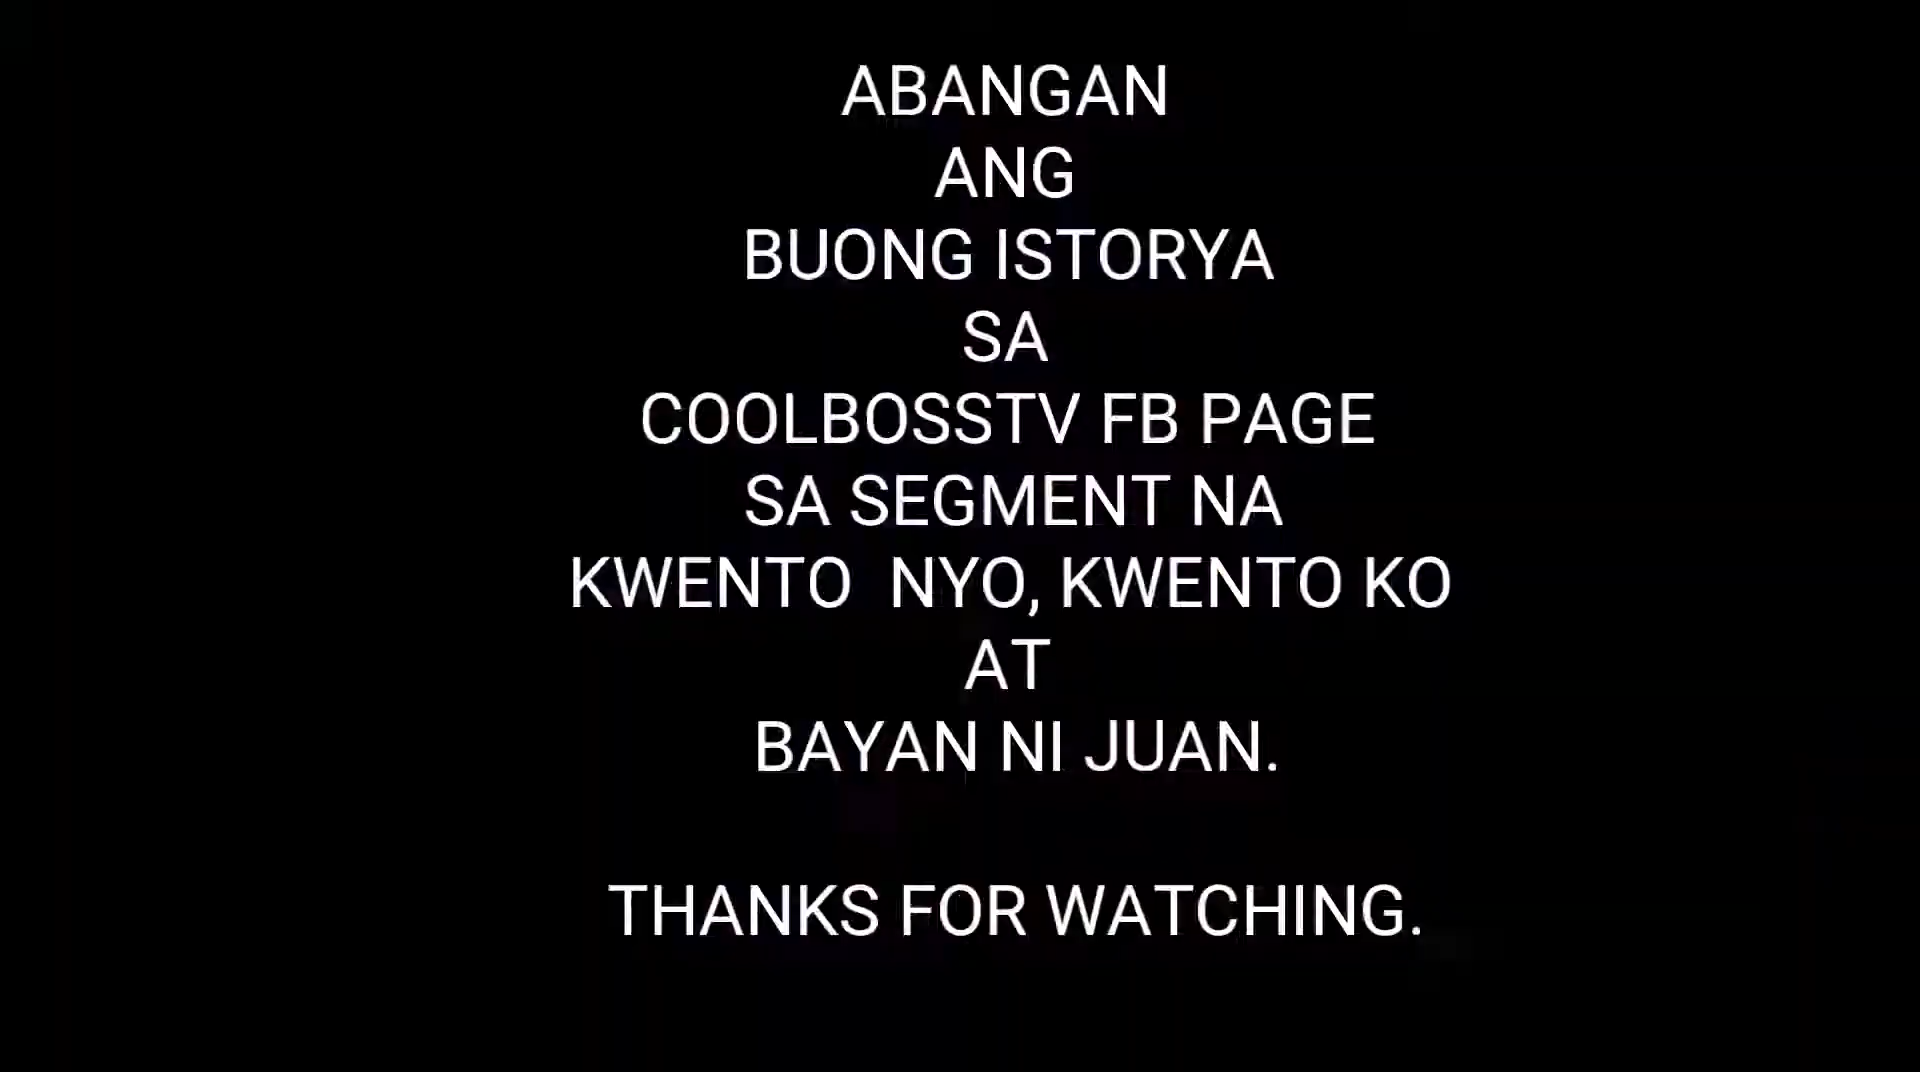 ABANGAN
ANG
BUONG ISTORYA
SA
COOLBOSSTV FB PAGE
SA SEGMENT NA
KWENTO  NYO, KWENTO KO
AT
BAYAN NI JUAN.
THANKS FOR WATCHING.